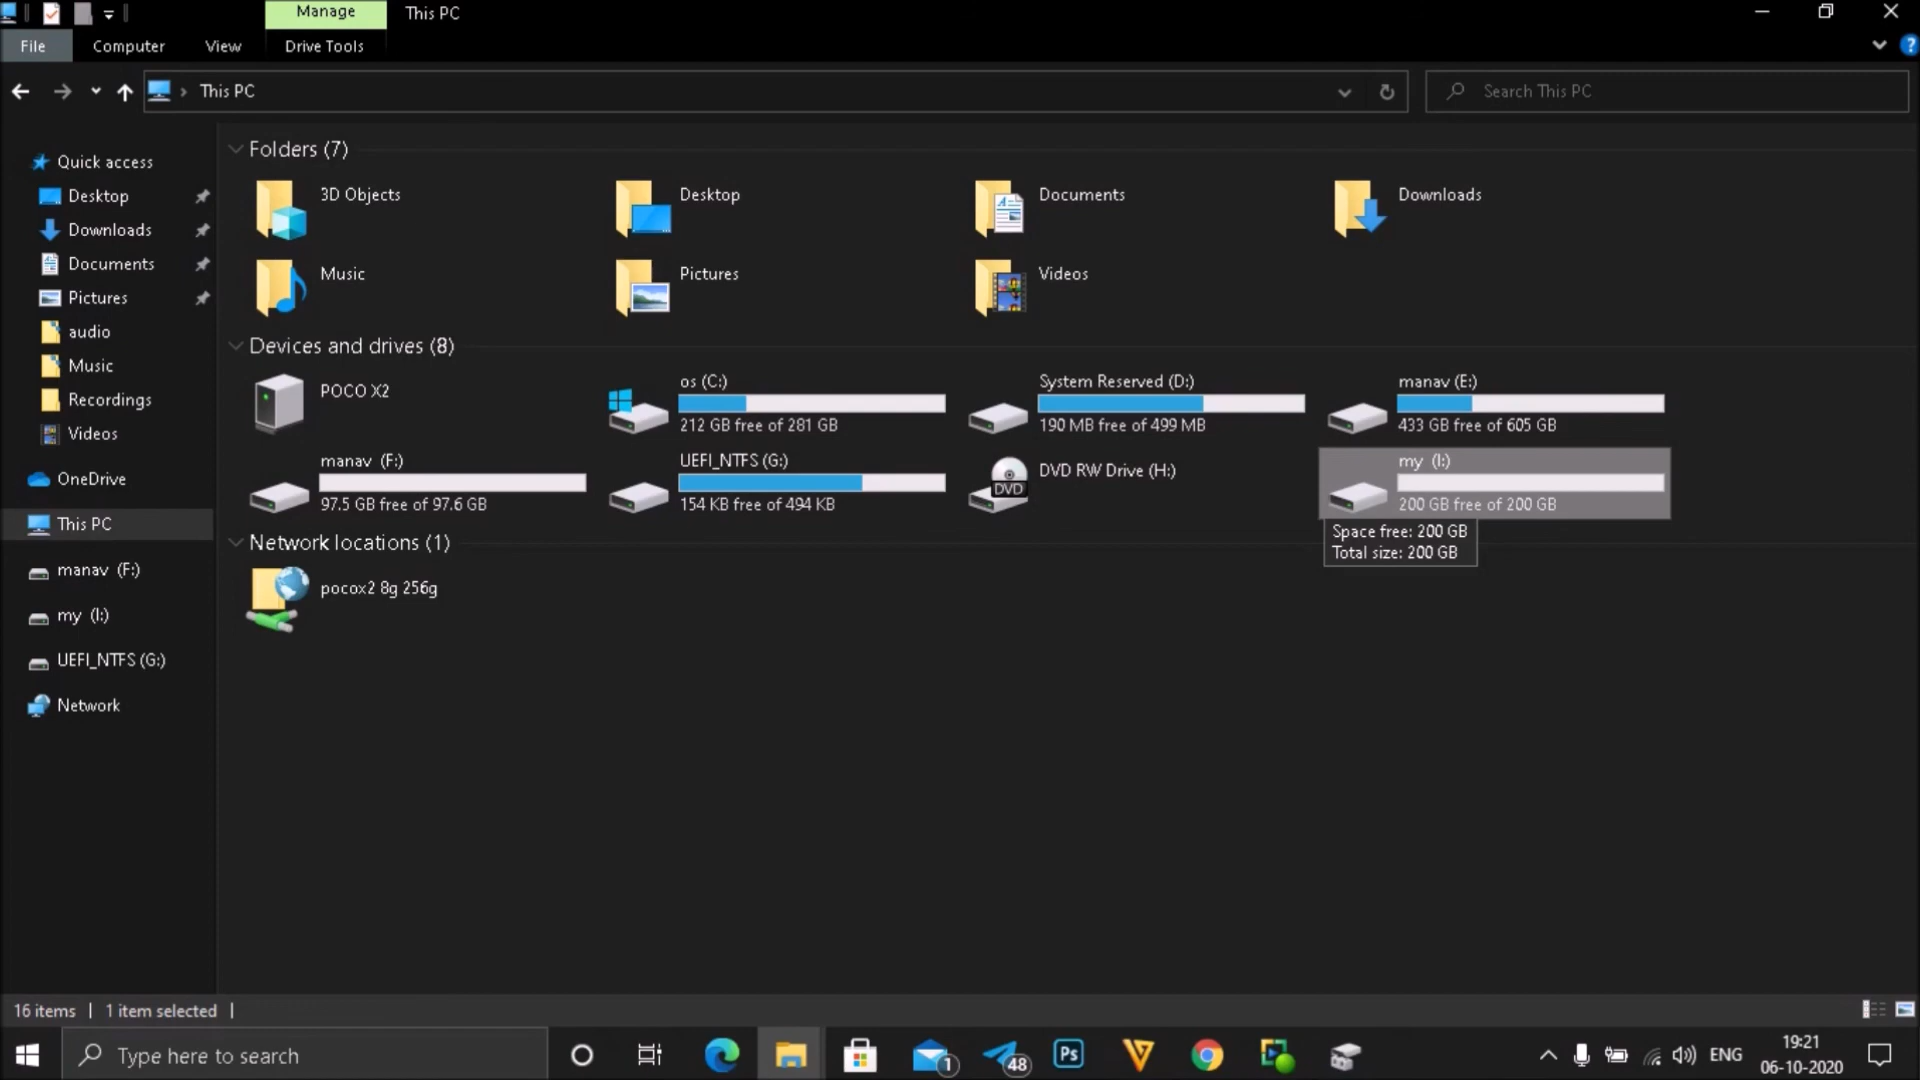 Manage
This PC
File
Computer
View
Drive Tools
?
This PC
Search This PC
Quick access
Desktop
Downloads
Documents
Pictures
audio
Music
Recordings
Videos
OneDrive
This PC
manav (F:)
my (I:)
UEFI_NTFS (G:)
Network
Folders (7)
3D Objects
Desktop
Documents
Downloads
Music
Pictures
Videos
Devices and drives (8)
POCO X2
os (C:)
212 GB free of 281 GB
System Reserved (D:)
190 MB free of 499 MB
manav (E:)
433 GB free of 605 GB
manav (F:)
97.5 GB free of 97.6 GB
UEFI_NTFS (G:)
154 KB free of 494 KB
DVD
DVD RW Drive (H:)
my (I:)
200 GB free of 200 GB
Space free: 200 GB
Total size: 200 GB
Network locations (1)
pocox2 8g 256g
16 items
1 item selected
Type here to search
1
48
Ps
ENG
19:21
06-10-2020